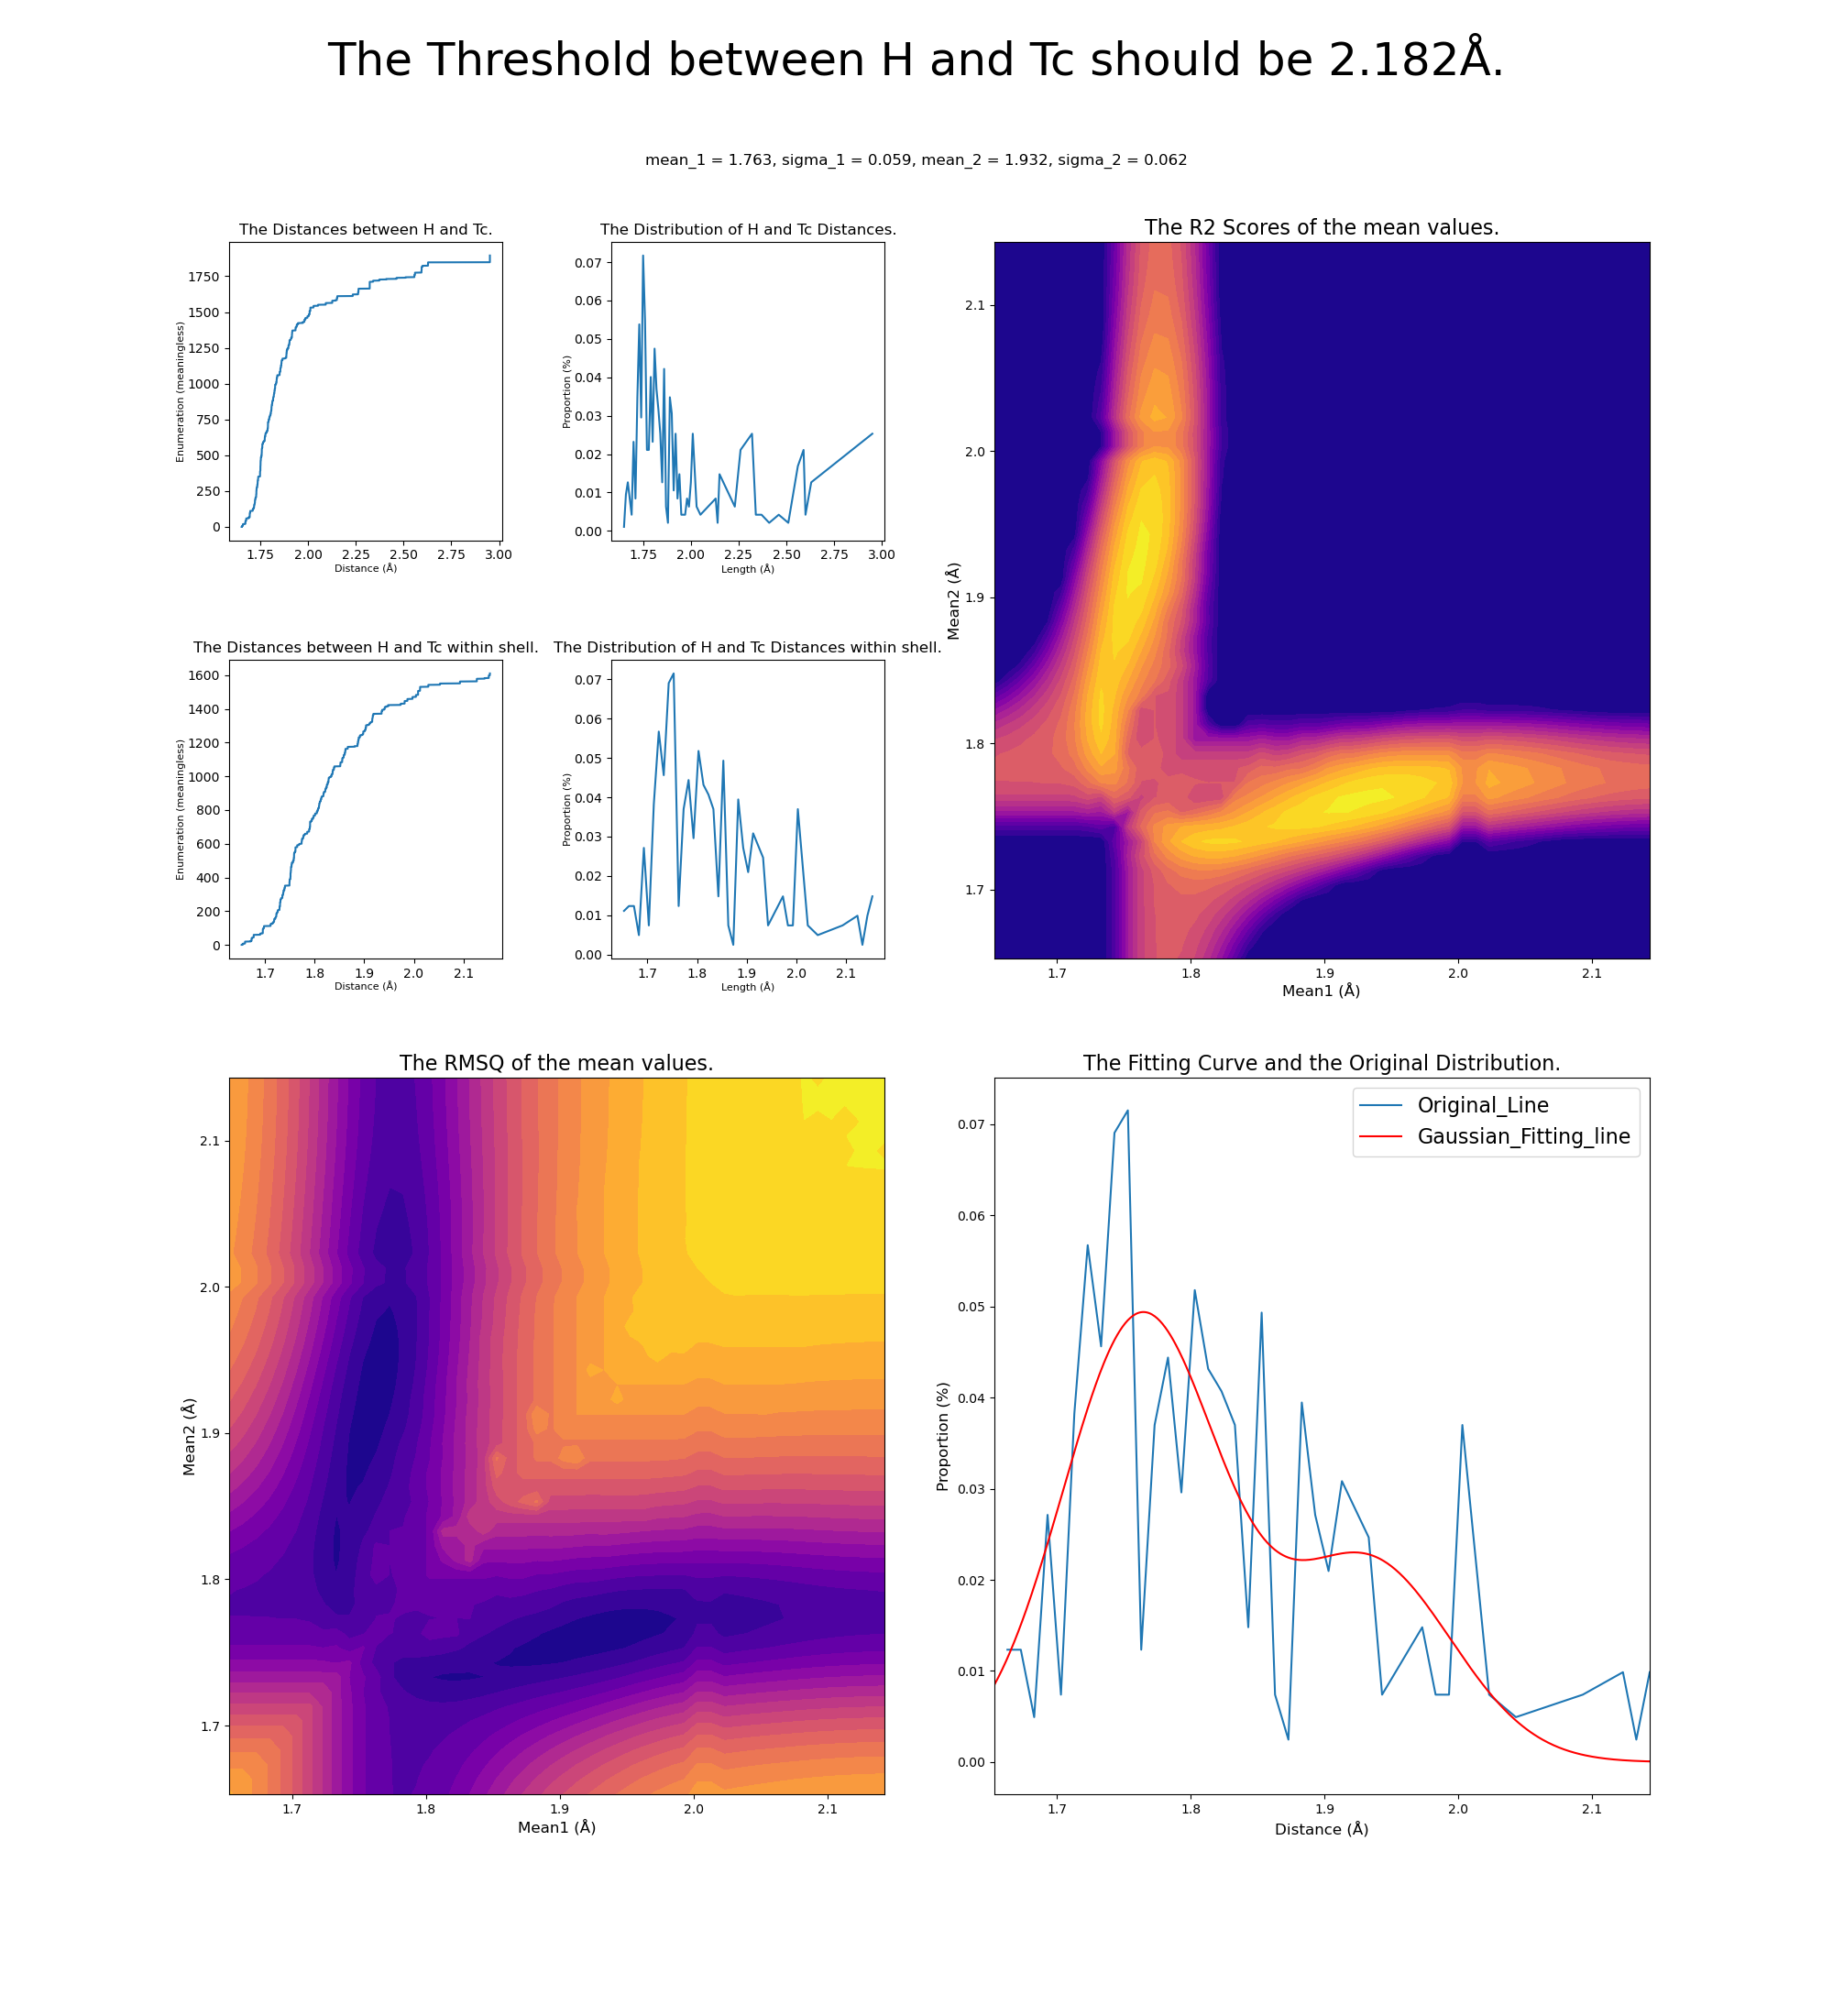 The Threshold between H and Tc should be 2.182Å.
mean_1 = 1.763, sigma_1 = 0.059, mean_2 = 1.932, sigma_2 = 0.062
The Distances between H and Tc.
Enumeration (meaningless)
1750
1500
1250
1000
750
500
250
0
1.75 2.00 2.25 2.50 2.75 3.00
Distance (Å)
The Distribution of H and Tc Distances.
Proportion (%)
0.07
0.06
0.05
0.04
0.03
0.02
0.01
0.00
1.75 2.00 2.25 2.50 2.75 3.00
Length (Å)
The R2 Scores of the mean values.
Mean2 (Å)
2.1
2.0
1.9
1.8
1.7
1.7 1.8 1.9 2.0 2.1
Mean1 (Å)
The Distances between H and Tc within shell.
Enumeration (meaningless)
1600
1400
1200
1000
800
600
400
200
0
1.7 1.8 1.9 2.0 2.1
Distance (Å)
The Distribution of H and Tc Distances within shell.
Proportion (%)
0.07
0.06
0.05
0.04
0.03
0.02
0.01
0.00
1.7 1.8 1.9 2.0 2.1
Length (Å)
The RMSQ of the mean values.
Mean2 (Å)
2.1
2.0
1.9
1.8
1.7
1.7 1.8 1.9 2.0 2.1
Mean1 (Å)
The Fitting Curve and the Original Distribution.
Original_Line
Gaussian_Fitting_line
Proportion (%)
0.07
0.06
0.05
0.04
0.03
0.02
0.01
0.00
1.7 1.8 1.9 2.0 2.1
Distance (Å)